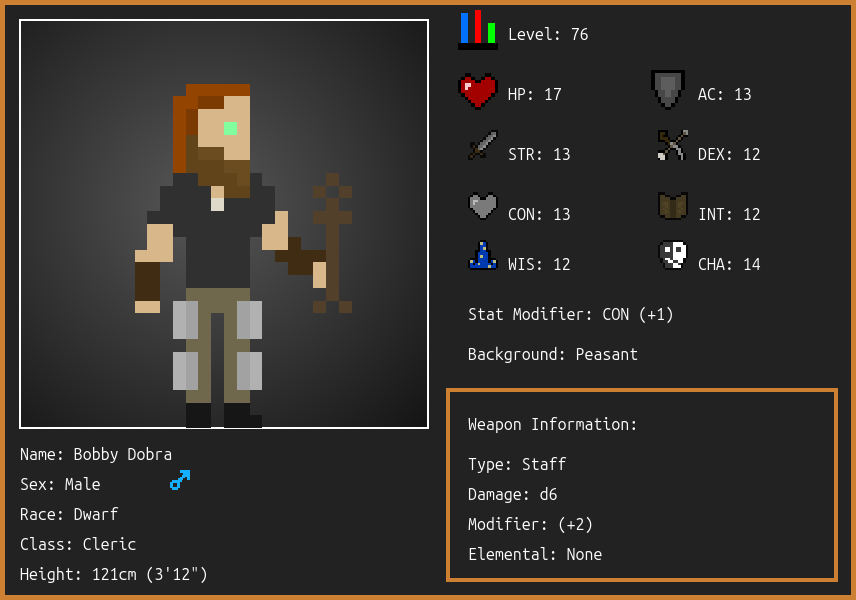 Level: 76
HP: 17
AC: 13
STR: 13
DEX: 12
CON: 13
INT: 12
WIS: 12
CHA: 14
Stat Modifier: CON (+1)
Background: Peasant
Weapon Information:
Type: Staff
Damage: d6
Modifier: (+2)
Elemental: None
Name: Bobby Dobra
Sex: Male
Race: Dwarf
Class: Cleric
Height: 121cm (3'12")